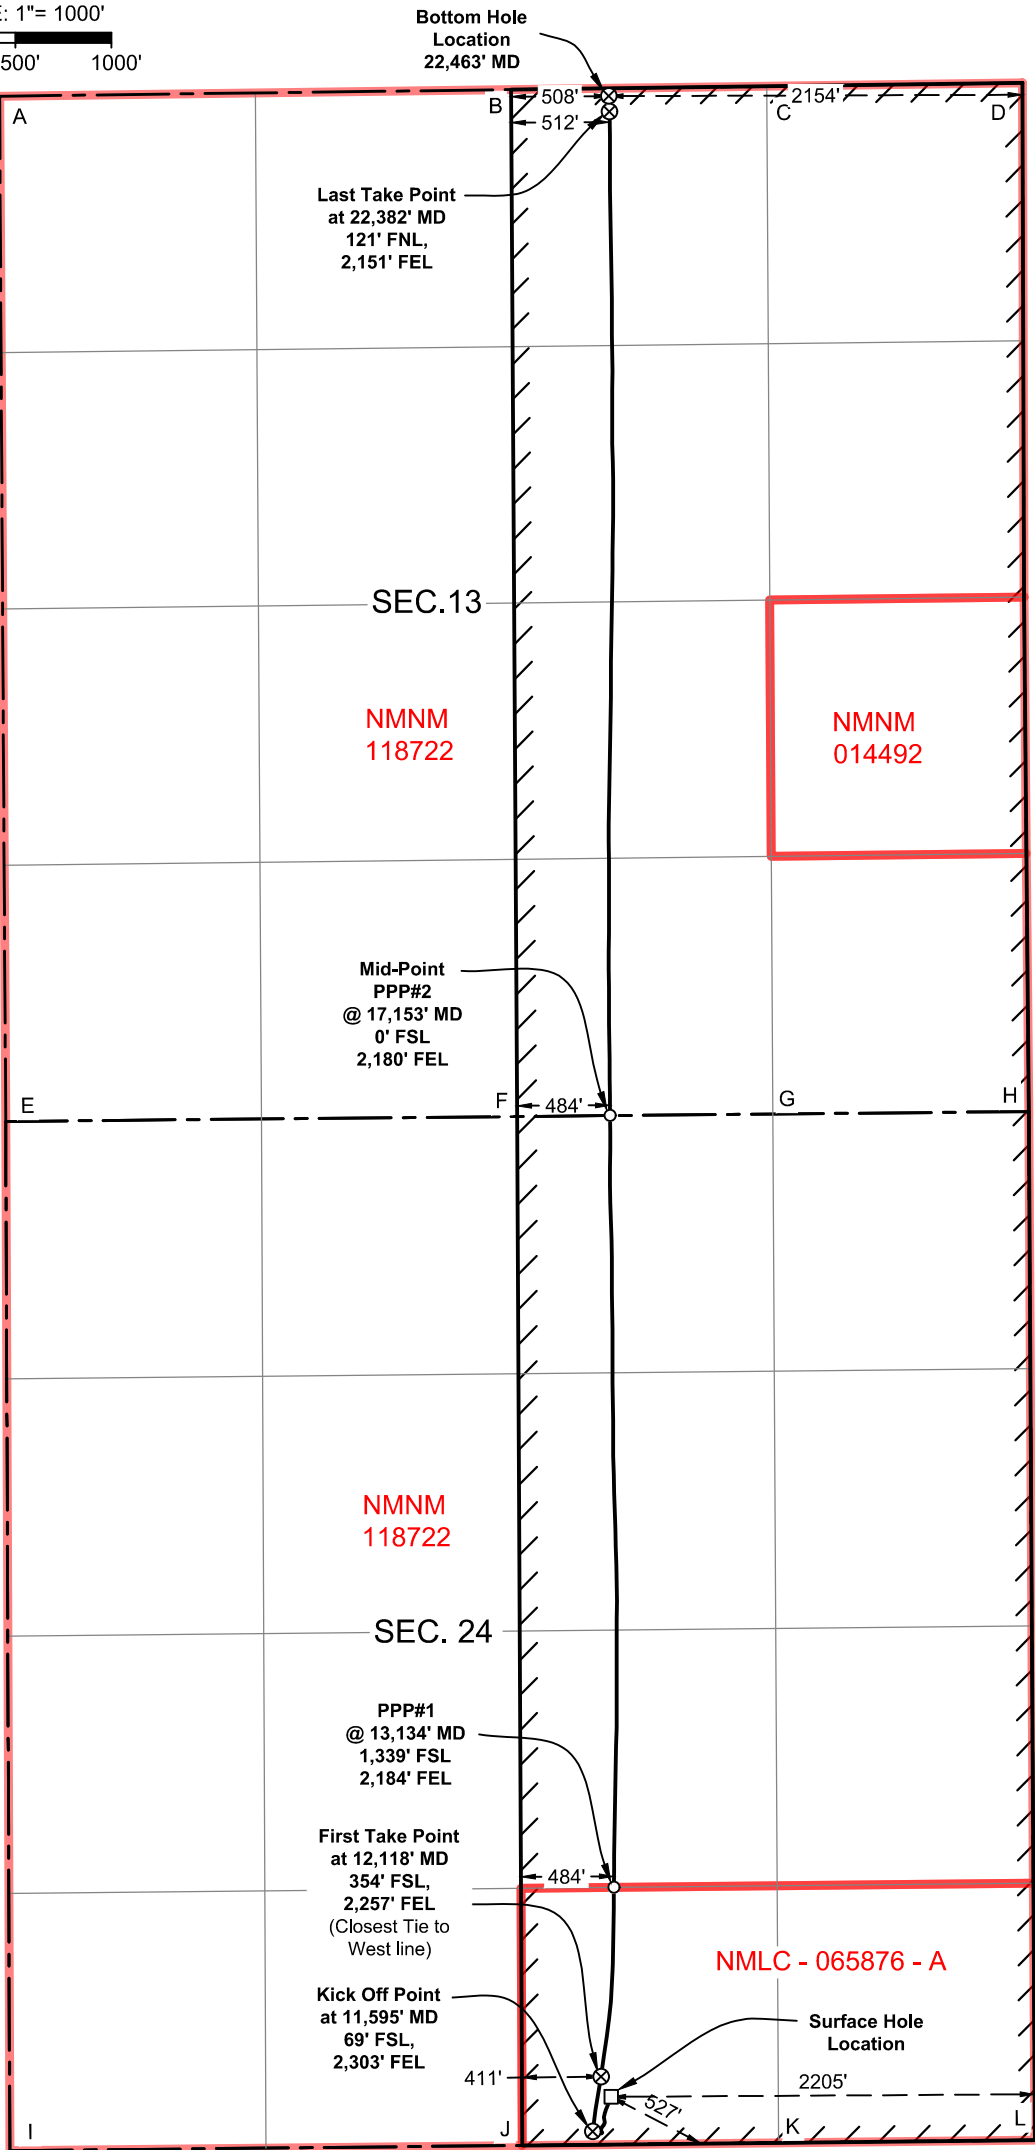 : 1"= 1000'
500' 1000'
Bottom Hole
Location
22,463' MD
A
B
508'
2154'
C
D
512'
Last Take Point
at 22,382' MD
121' FNL,
2,151' FEL
SEC.13
NMNM
118722
NMNM
014492
Mid-Point
PPP#2
@ 17,153' MD
0' FSL
2,180' FEL
E
F
484'
G
H
NMNM
118722
SEC. 24
PPP#1
@ 13,134' MD
1,339' FSL
2,184' FEL
First Take Point
at 12,118' MD
354' FSL,
2,257' FEL
(Closest Tie to
West line)
484'
NMLC - 065876 - A
Kick Off Point
at 11,595' MD
69' FSL,
2,303' FEL
Surface Hole
Location
411'
2205'
527'
I
J
K
L